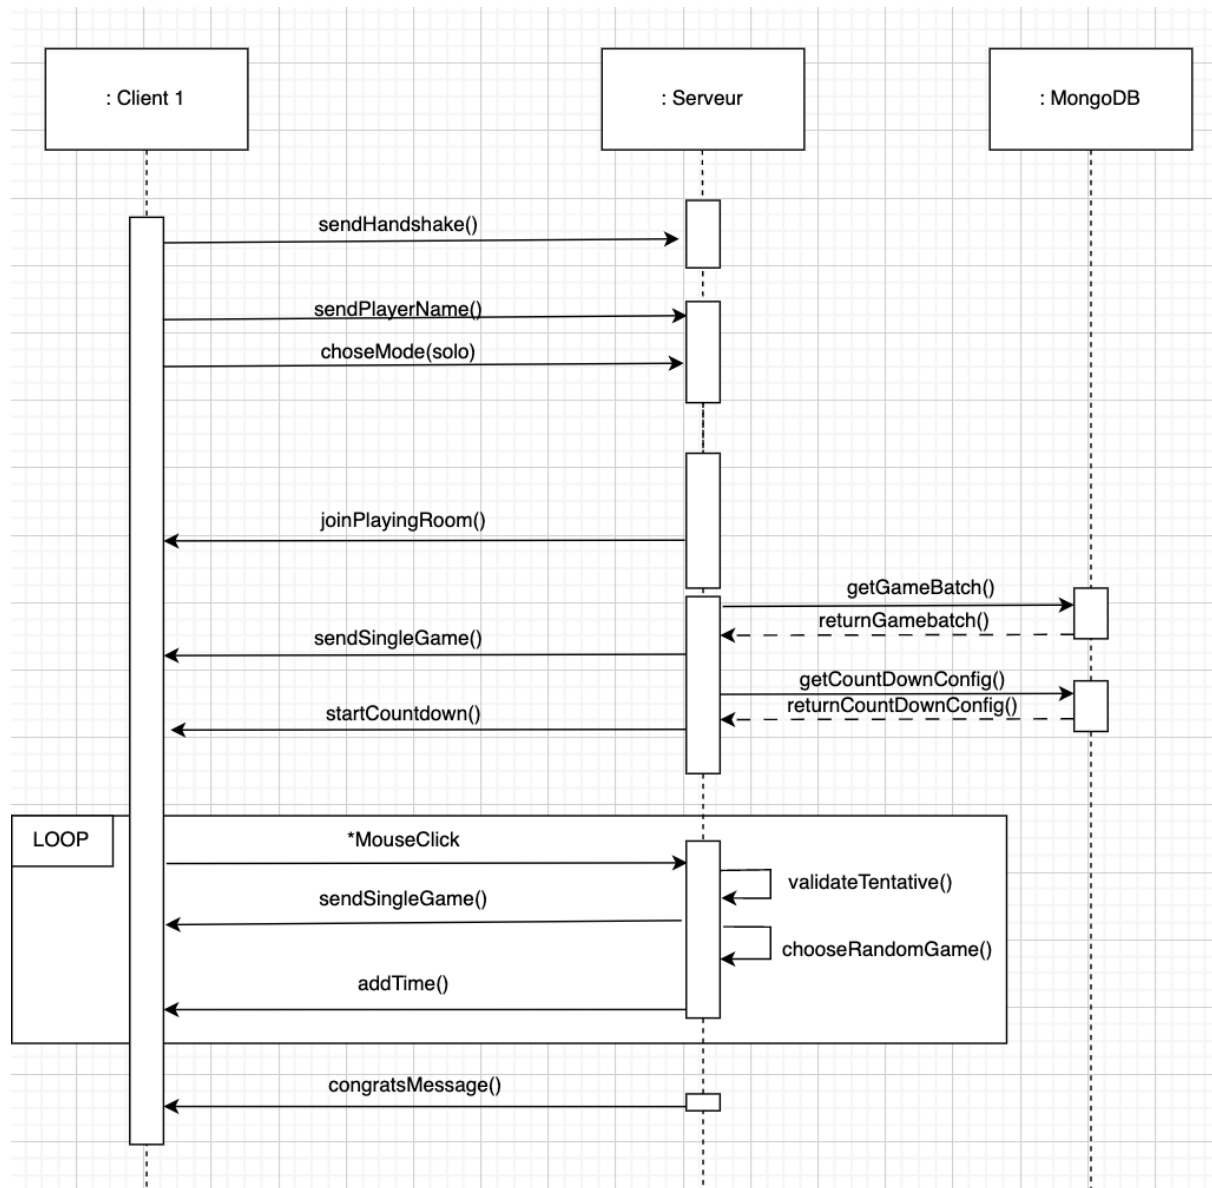 : Client 1
: Serveur
: MongoDB
sendHandshake()
sendPlayerName()
choseMode(solo)
joinPlayingRoom()
getGameBatch()
returnGamebatch()
sendSingleGame()
getCountDownConfig()
returnCountDownConfig()
startCountdown()
LOOP
*MouseClick
validateTentative()
sendSingleGame()
chooseRandomGame()
addTime()
congratsMessage()